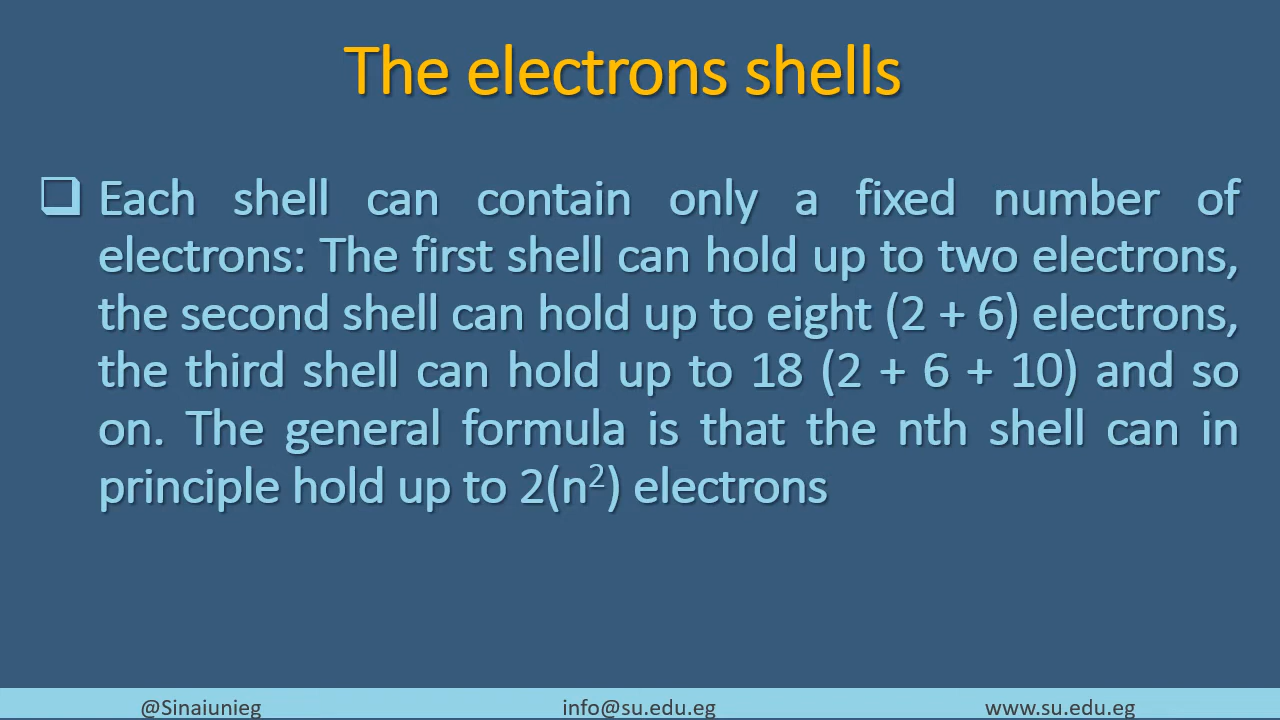 The electrons shells
❑ Each shell can contain only a fixed number of
electrons: The first shell can hold up to two electrons,
the second shell can hold up to eight (2 + 6) electrons,
the third shell can hold up to 18 (2 + 6 + 10) and so
on. The general formula is that the nth shell can in
principle hold up to 2(n²) electrons
@Sinaiunieg info@su.edu.eg www.su.edu.eg